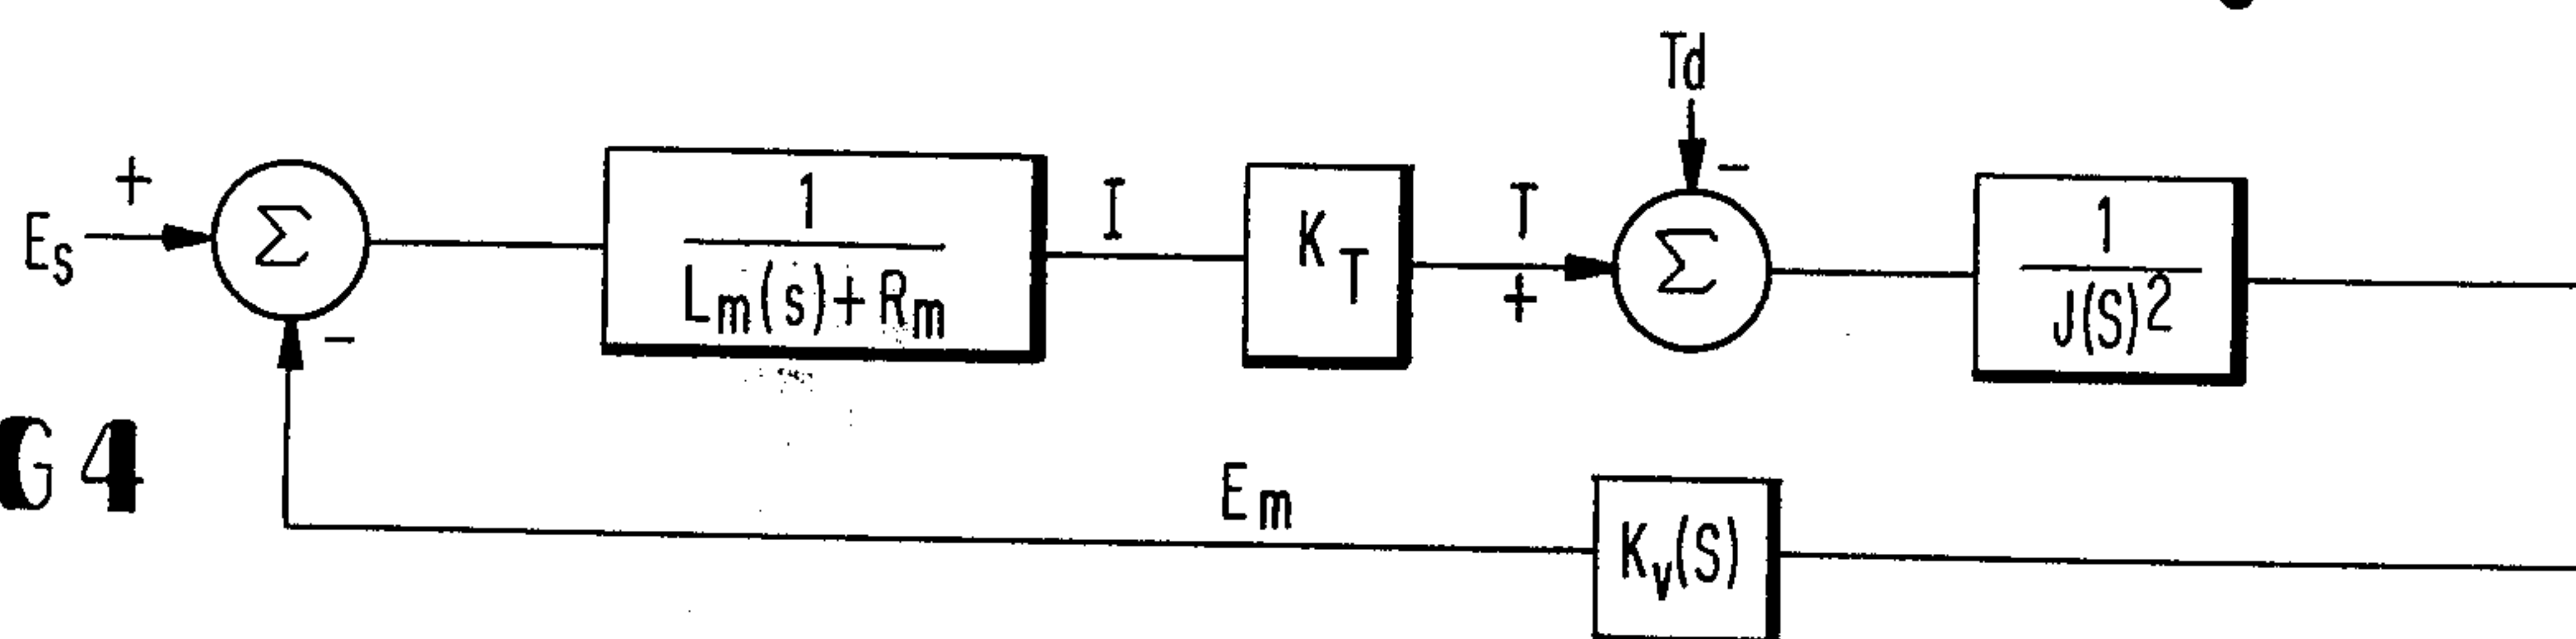 Td
+
Es
Σ
-
1
Lm(s)+Rm
I
KT
T
+
Σ
-
1
J(S)²
G 4
Em
Kv(S)